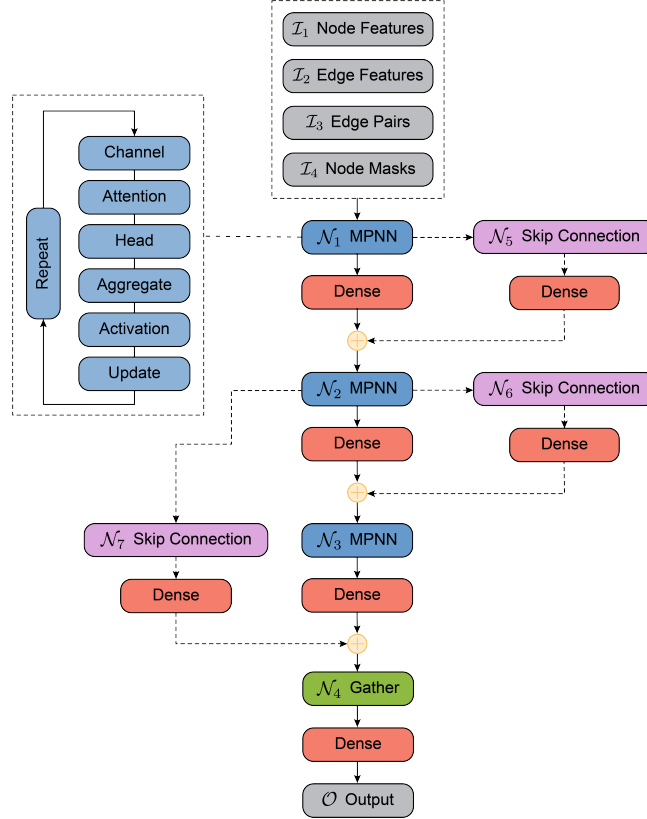 𝓘₁ Node Features
𝓘₂ Edge Features
𝓘₃ Edge Pairs
𝓘₄ Node Masks
Channel
Attention
Head
Aggregate
Activation
Update
Repeat
𝓝₁ MPNN
𝓝₅ Skip Connection
Dense
Dense
𝓝₂ MPNN
𝓝₆ Skip Connection
Dense
Dense
𝓝₇ Skip Connection
𝓝₃ MPNN
Dense
Dense
𝓝₄ Gather
Dense
𝓞 Output